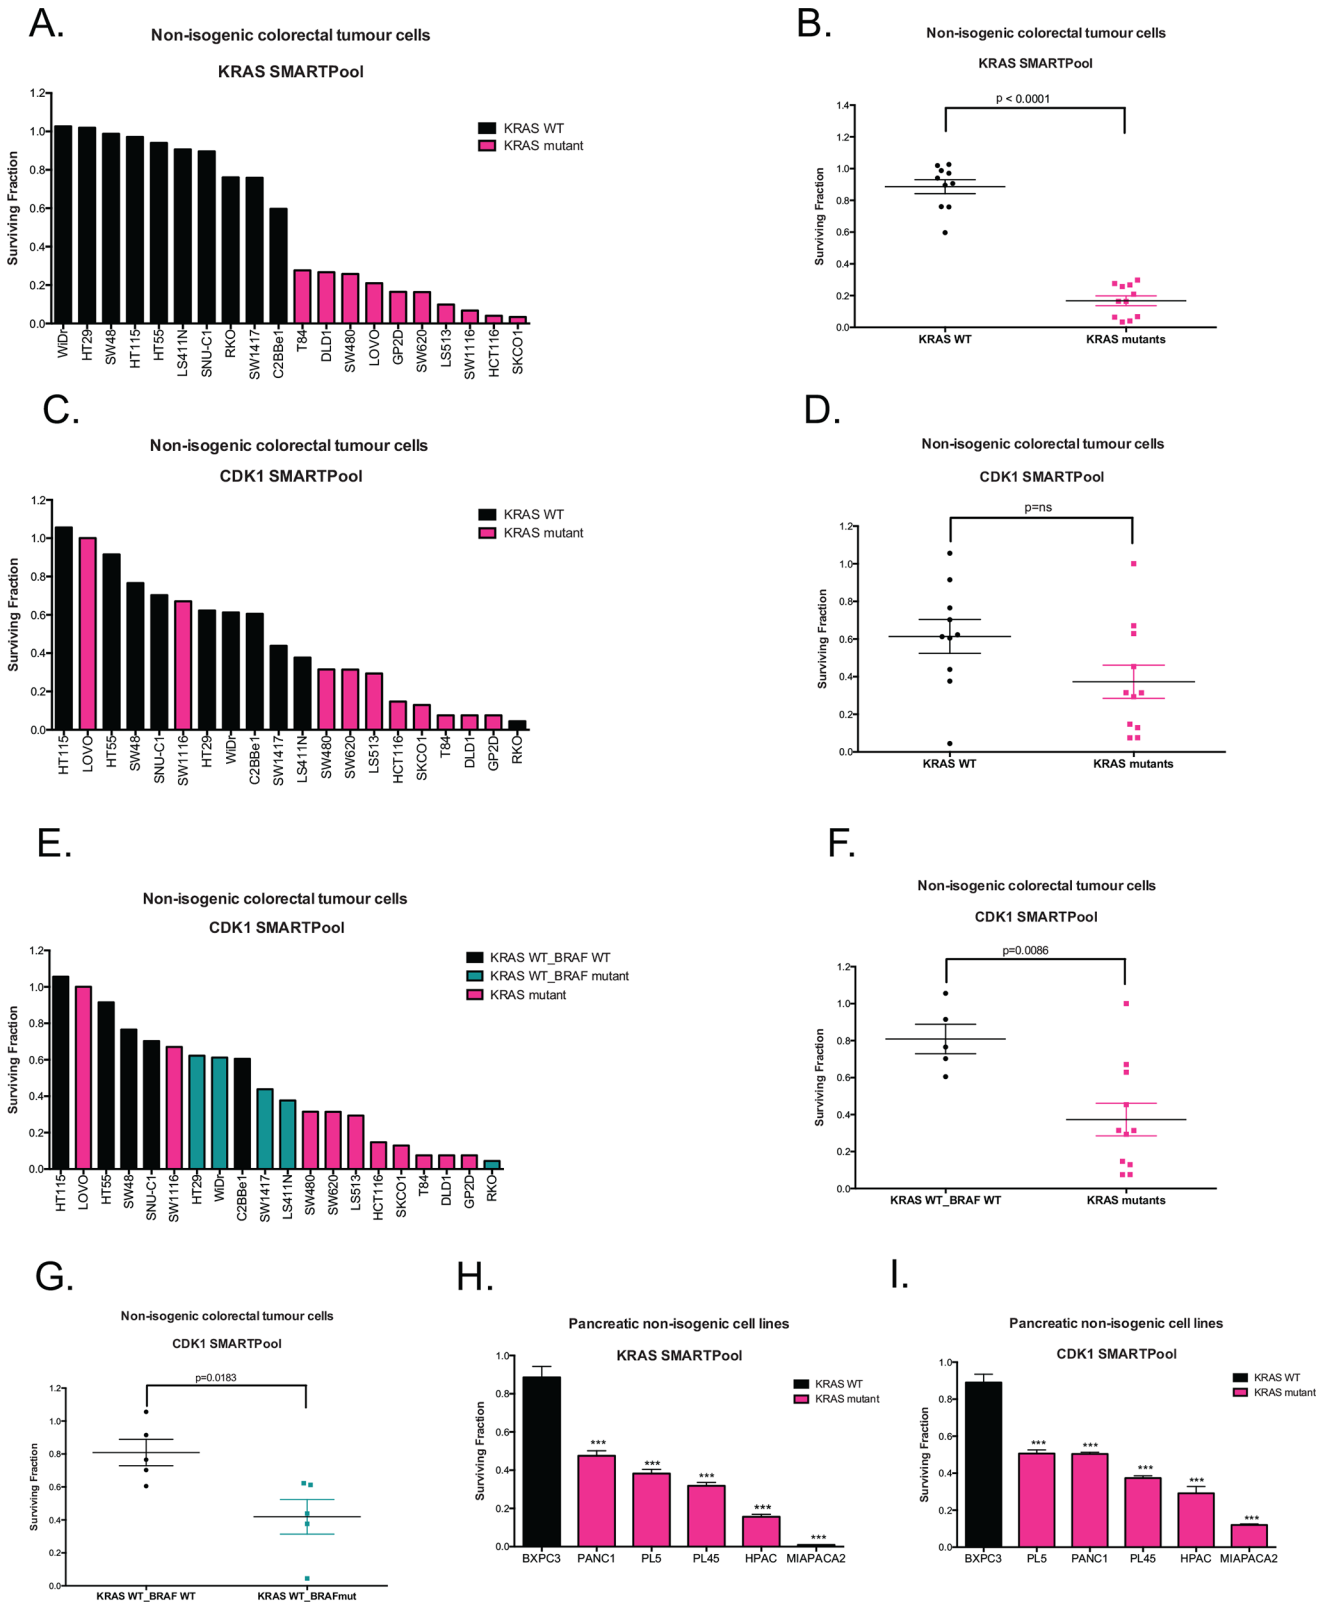 A.
Non-isogenic colorectal tumour cells
KRAS SMARTPool
Surviving Fraction
1.2
1.0
0.8
0.6
0.4
0.2
0.0
KRAS WT
KRAS mutant
WiDr
HT29
SW48
HT115
HT55
LS411N
SNU-C1
RKO
SW1417
C2BBe1
T84
DLD1
SW480
LOVO
GP2D
SW620
LS513
SW1116
HCT116
SKCO1
B.
Non-isogenic colorectal tumour cells
KRAS SMARTPool
p < 0.0001
Surviving Fraction
1.4
1.2
1.0
0.8
0.6
0.4
0.2
0.0
KRAS WT
KRAS mutants
C.
Non-isogenic colorectal tumour cells
CDK1 SMARTPool
Surviving Fraction
1.2
1.0
0.8
0.6
0.4
0.2
0.0
KRAS WT
KRAS mutant
HT115
LOVO
HT55
SW48
SNU-C1
SW1116
HT29
WiDr
C2BBe1
SW1417
LS411N
SW480
SW620
LS513
HCT116
SKCO1
T84
DLD1
GP2D
RKO
D.
Non-isogenic colorectal tumour cells
CDK1 SMARTPool
p=ns
Surviving Fraction
1.2
1.0
0.8
0.6
0.4
0.2
0.0
KRAS WT
KRAS mutants
E.
Non-isogenic colorectal tumour cells
CDK1 SMARTPool
Surviving Fraction
1.2
1.0
0.8
0.6
0.4
0.2
0.0
KRAS WT_BRAF WT
KRAS WT_BRAF mutant
KRAS mutant
HT115
LOVO
HT55
SW48
SNU-C1
SW1116
HT29
WiDr
C2BBe1
SW1417
LS411N
SW480
SW620
LS513
HCT116
SKCO1
T84
DLD1
GP2D
RKO
F.
Non-isogenic colorectal tumour cells
CDK1 SMARTPool
p=0.0086
Surviving Fraction
1.2
1.0
0.8
0.6
0.4
0.2
0.0
KRAS WT_BRAF WT
KRAS mutants
G.
Non-isogenic colorectal tumour cells
CDK1 SMARTPool
p=0.0183
Surviving Fraction
1.2
1.0
0.8
0.6
0.4
0.2
0.0
KRAS WT_BRAF WT
KRAS WT_BRAFmut
H.
Pancreatic non-isogenic cell lines
KRAS SMARTPool
Surviving Fraction
1.0
0.8
0.6
0.4
0.2
0.0
KRAS WT
KRAS mutant
***
***
***
***
***
BXPC3
PANC1
PL5
PL45
HPAC
MIAPACA2
I.
Pancreatic non-isogenic cell lines
CDK1 SMARTPool
Surviving Fraction
1.0
0.8
0.6
0.4
0.2
0.0
KRAS WT
KRAS mutant
***
***
***
***
***
BXPC3
PL5
PANC1
PL45
HPAC
MIAPACA2